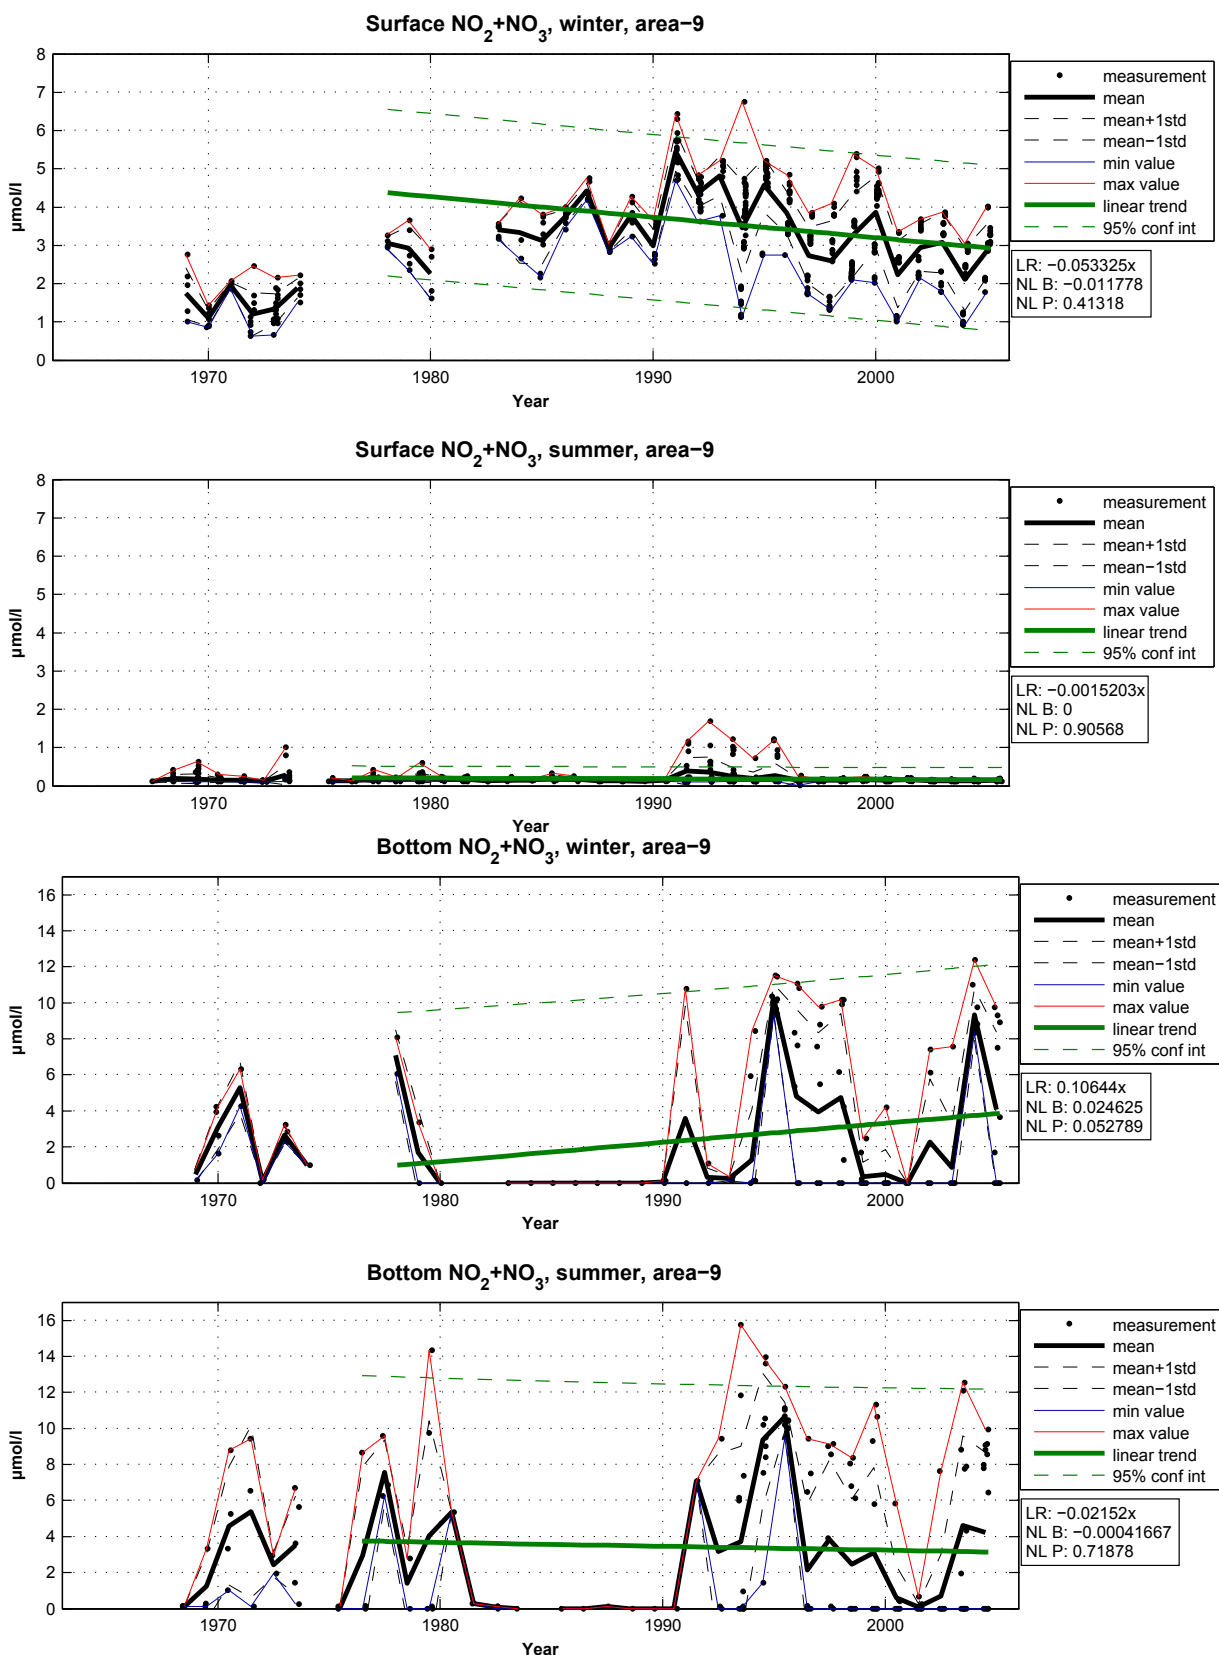 Surface NO2+NO3, winter, area−9
8
7
6
5
4
3
2
1
0
µmol/l
1970
1980
1990
2000
Year
measurement
mean
mean+1std
mean−1std
min value
max value
linear trend
95% conf int
LR: −0.053325x
NL B: −0.011778
NL P: 0.41318
Surface NO2+NO3, summer, area−9
8
7
6
5
4
3
2
1
0
µmol/l
1970
1980
1990
2000
Year
measurement
mean
mean+1std
mean−1std
min value
max value
linear trend
95% conf int
LR: −0.0015203x
NL B: 0
NL P: 0.90568
Bottom NO2+NO3, winter, area−9
16
14
12
10
8
6
4
2
0
µmol/l
1970
1980
1990
2000
Year
measurement
mean
mean+1std
mean−1std
min value
max value
linear trend
95% conf int
LR: 0.10644x
NL B: 0.024625
NL P: 0.052789
Bottom NO2+NO3, summer, area−9
16
14
12
10
8
6
4
2
0
µmol/l
1970
1980
1990
2000
Year
measurement
mean
mean+1std
mean−1std
min value
max value
linear trend
95% conf int
LR: −0.02152x
NL B: −0.00041667
NL P: 0.71878